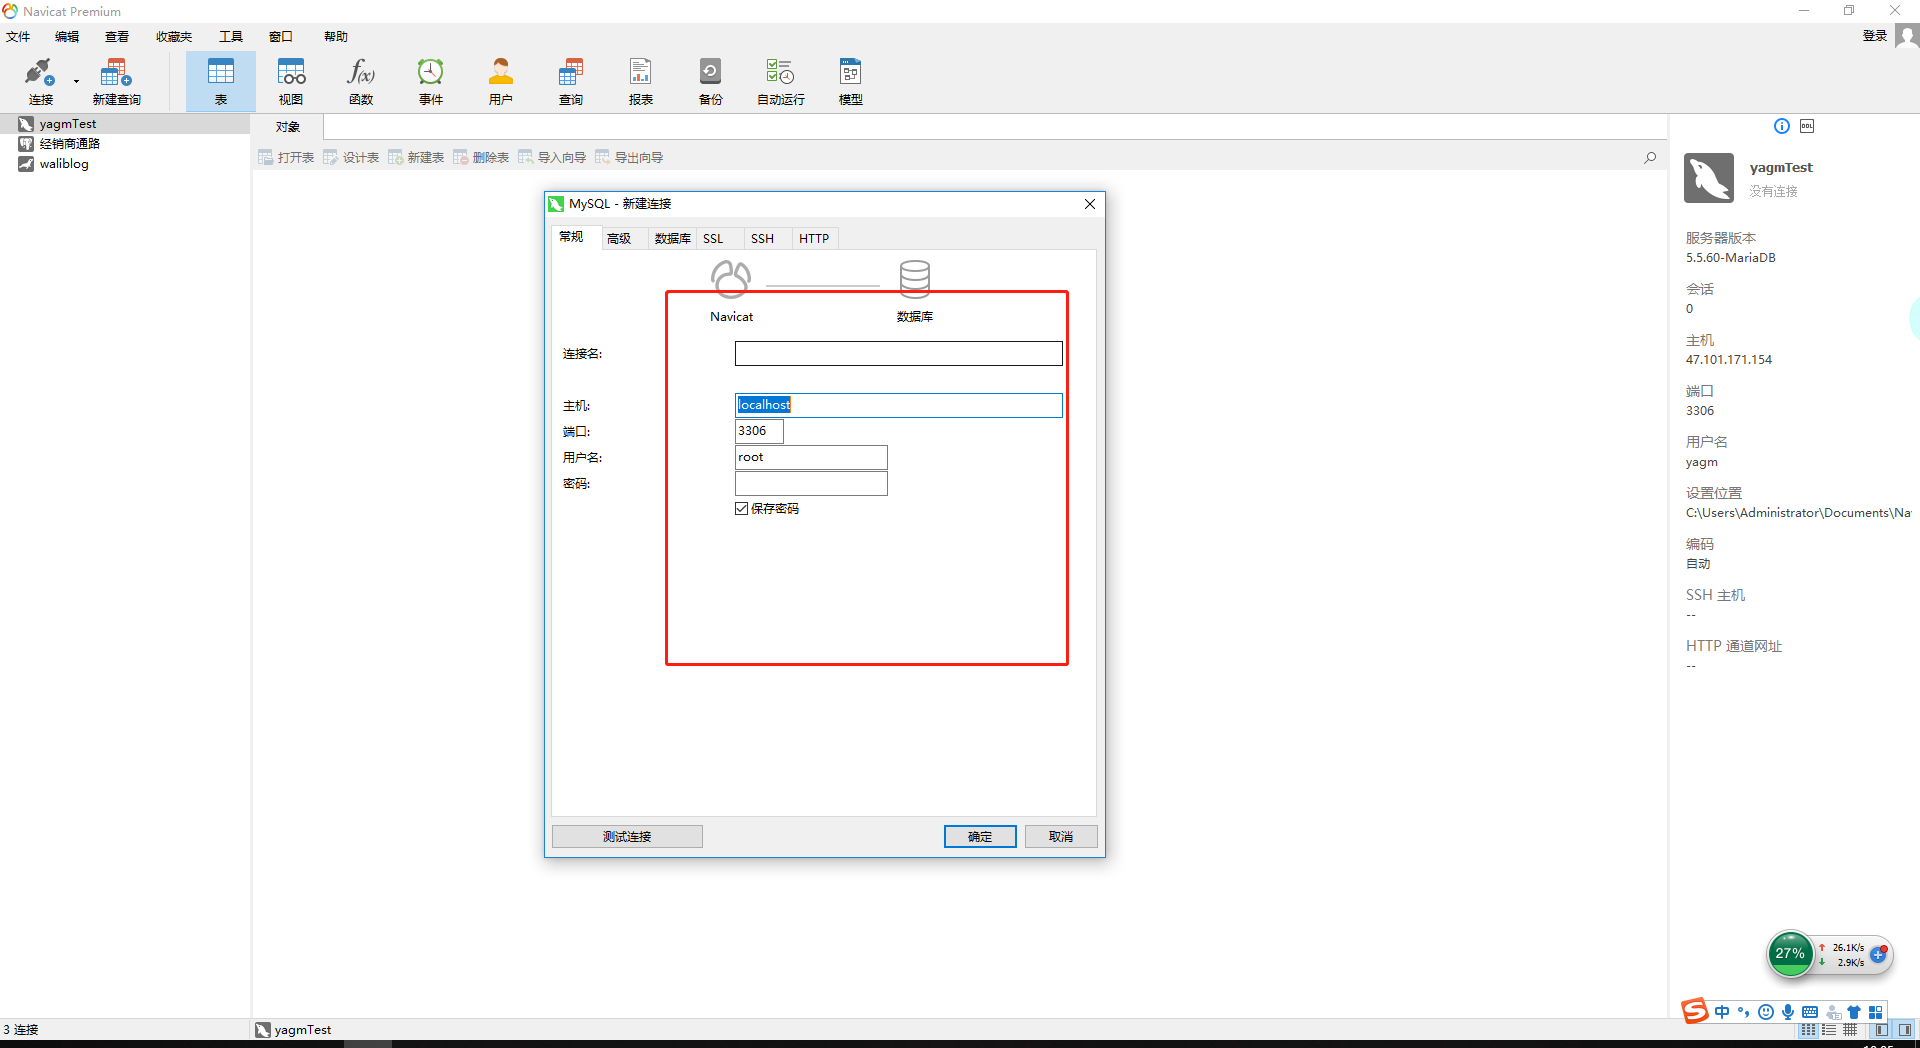 Navicat Premium
文件 编辑 查看 收藏夹 工具 窗口 帮助 登录
连接 新建查询 表 视图 函数 事件 用户 查询 报表 备份 自动运行 模型
f(x)
yagmTest
经销商通路
waliblog
对象
打开表 设计表 新建表 删除表 导入向导 导出向导
MySQL - 新建连接
常规 高级 数据库 SSL SSH HTTP
Navicat 数据库
连接名:
主机: localhost
端口: 3306
用户名: root
密码:
保存密码
测试连接 确定 取消
DDL
yagmTest
没有连接
服务器版本
5.5.60-MariaDB
会话
0
主机
47.101.171.154
端口
3306
用户名
yagm
设置位置
C:\Users\Administrator\Documents\Na
编码
自动
SSH 主机
--
HTTP 通道网址
--
27% 26.1K/s
2.9K/s
中
3 连接 yagmTest